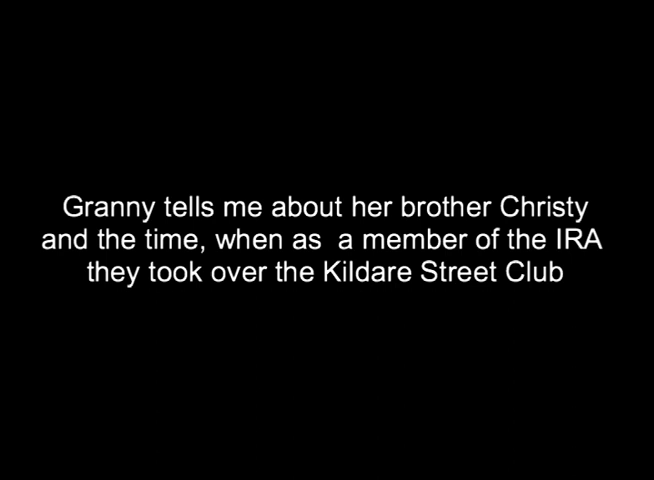 Granny tells me about her brother Christy
and the time, when as  a member of the IRA
they took over the Kildare Street Club